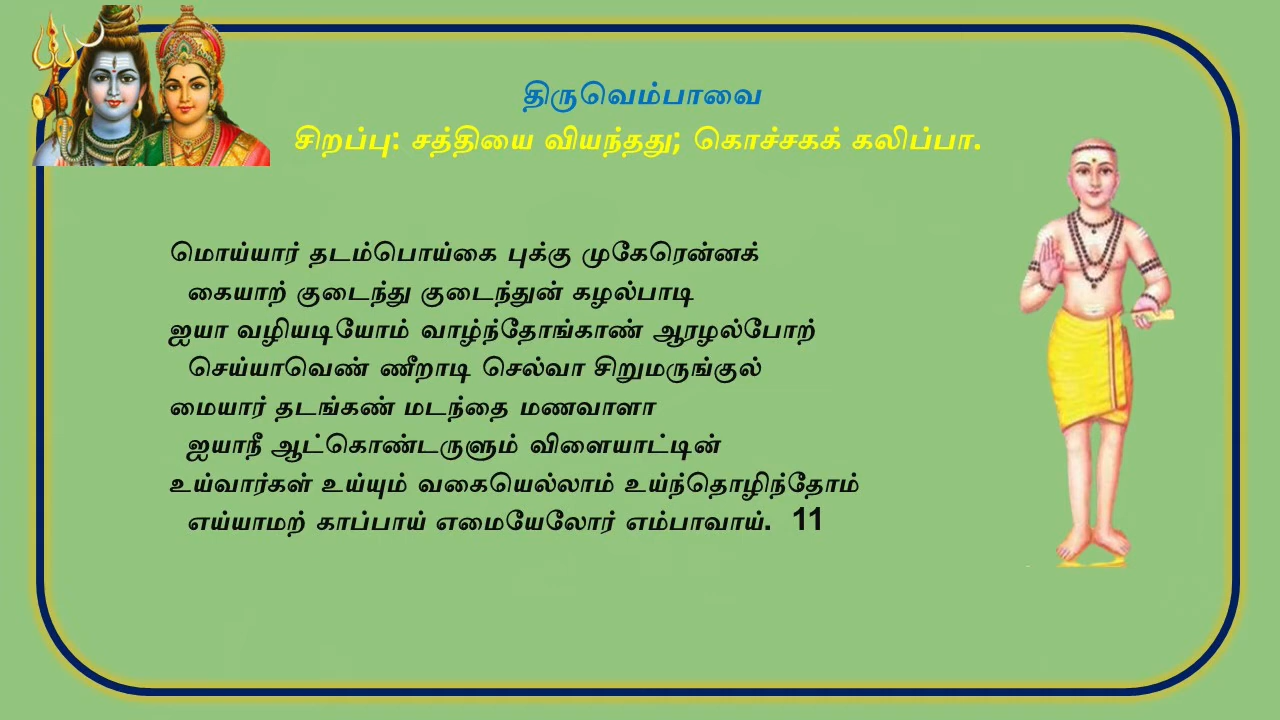 திருவெம்பாவை
சிறப்பு: சத்தியை வியந்தது; கொச்சகக் கலிப்பா.
மொய்யார் தடம்பொய்கை புக்கு முகேரென்னக்
கையாற் குடைந்து குடைந்துன் கழல்பாடி
ஐயா வழியடியோம் வாழ்ந்தோங்காண் ஆரழல்போற்
செய்யாவெண் ணீறாடி செல்வா சிறுமருங்குல்
மையார் தடங்கண் மடந்தை மணவாளா
ஐயாநீ ஆட்கொண்டருளும் விளையாட்டின்
உய்வார்கள் உய்யும் வகையெல்லாம் உய்ந்தொழிந்தோம்
எய்யாமற் காப்பாய் எமையேலோர் எம்பாவாய். 11